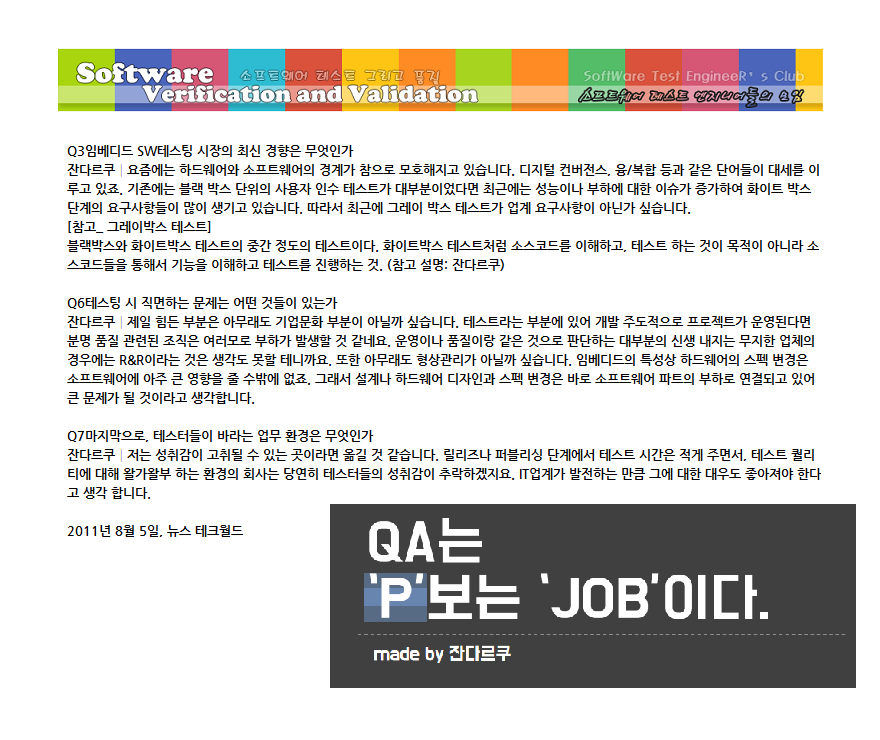 Software 소프트웨어 테스트 그리고 품질 SoftWare Test EngineeR's Club
Verification and Validation 소프트웨어 테스트 엔지니어들의 모임
Q3임베디드 SW테스팅 시장의 최신 경향은 무엇인가
잔다르쿠 | 요즘에는 하드웨어와 소프트웨어의 경계가 참으로 모호해지고 있습니다. 디지털 컨버전스, 융/복합 등과 같은 단어들이 대세를 이
루고 있죠. 기존에는 블랙 박스 단위의 사용자 인수 테스트가 대부분이었다면 최근에는 성능이나 부하에 대한 이슈가 증가하여 화이트 박스
단계의 요구사항들이 많이 생기고 있습니다. 따라서 최근에 그레이 박스 테스트가 업계 요구사항이 아닌가 싶습니다.
[참고_ 그레이박스 테스트]
블랙박스와 화이트박스 테스트의 중간 정도의 테스트이다. 화이트박스 테스트처럼 소스코드를 이해하고, 테스트 하는 것이 목적이 아니라 소
스코드들을 통해서 기능을 이해하고 테스트를 진행하는 것. (참고 설명: 잔다르쿠)
Q6테스팅 시 직면하는 문제는 어떤 것들이 있는가
잔다르쿠 | 제일 힘든 부분은 아무래도 기업문화 부분이 아닐까 싶습니다. 테스트라는 부분에 있어 개발 주도적으로 프로젝트가 운영된다면
분명 품질 관련된 조직은 여러모로 부하가 발생할 것 같네요. 운영이나 품질이랑 같은 것으로 판단하는 대부분의 신생 내지는 무지한 업체의
경우에는 R&R이라는 것은 생각도 못할 테니까요. 또한 아무래도 형상관리가 아닐까 싶습니다. 임베디드의 특성상 하드웨어의 스펙 변경은
소프트웨어에 아주 큰 영향을 줄 수밖에 없죠. 그래서 설계나 하드웨어 디자인과 스펙 변경은 바로 소프트웨어 파트의 부하로 연결되고 있어
큰 문제가 될 것이라고 생각합니다.
Q7마지막으로, 테스터들이 바라는 업무 환경은 무엇인가
잔다르쿠 | 저는 성취감이 고취될 수 있는 곳이라면 옳길 것 같습니다. 릴리즈나 퍼블리싱 단계에서 테스트 시간은 적게 주면서, 테스트 퀄리
티에 대해 왈가왈부 하는 환경의 회사는 당연히 테스터들의 성취감이 추락하겠지요. IT업계가 발전하는 만큼 그에 대한 대우도 좋아져야 한다
고 생각 합니다.
2011년 8월 5일, 뉴스 테크월드
QA는
'P'보는 'JOB'이다.
made by 잔다르쿠